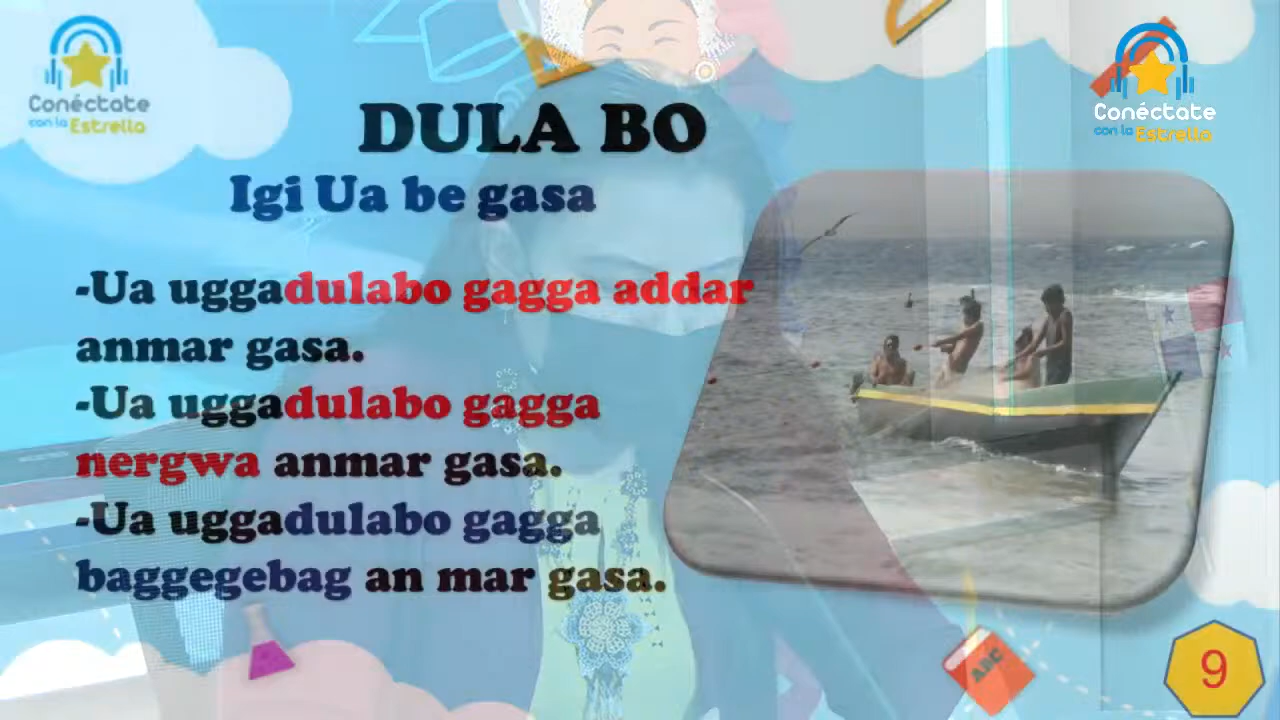 Conéctate
con la Estrella
Conéctate
con la Estrella
DULA BO
Igi Ua be gasa
-Ua uggadulabo gagga addar
anmar gasa.
-Ua uggadulabo gagga
nergwa anmar gasa.
-Ua uggadulabo gagga
baggegebag an mar gasa.
ABC
9